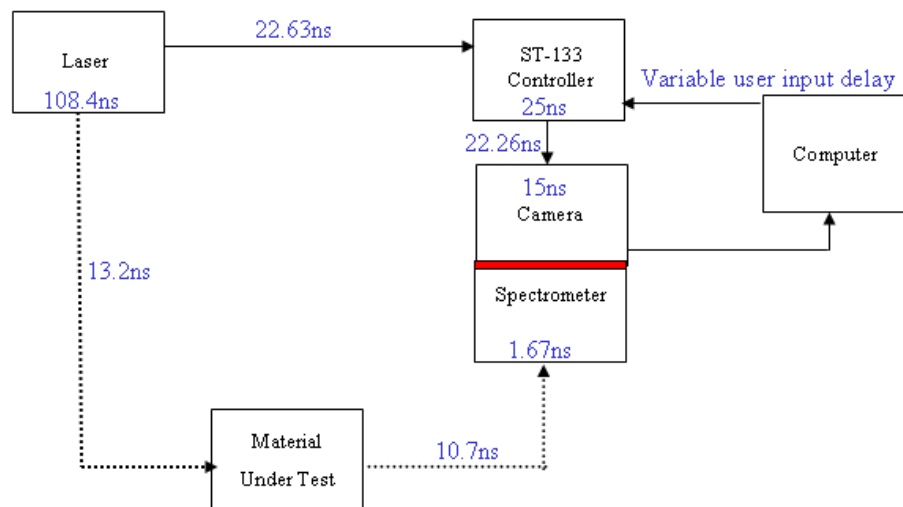 22.63ns
Laser
108.4ns
ST-133
Controller
25ns
Variable user input delay
22.26ns
Computer
15ns
Camera
13.2ns
Spectrometer
1.67ns
Material
Under Test
10.7ns